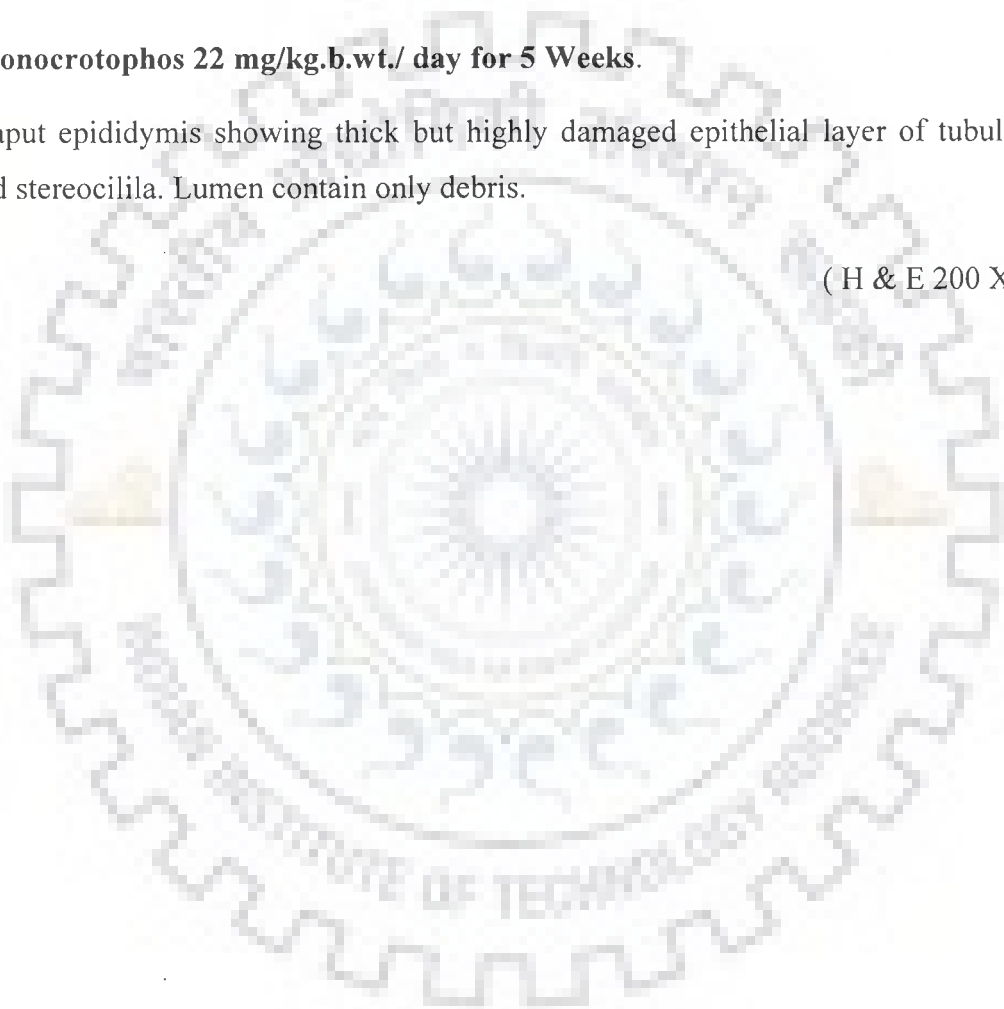 onocrotophos 22 mg/kg.b.wt./ day for 5 Weeks.
put epididymis showing thick but highly damaged epithelial layer of tubul
d stereocilila. Lumen contain only debris.
( H & E 200 X
INSTITUTE OF TECHNOLOGY